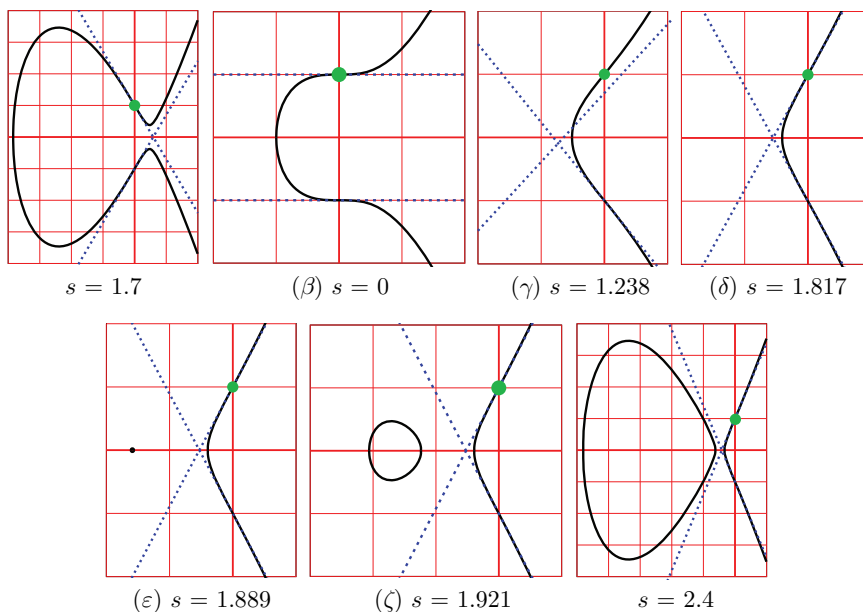 s = 1.7
(β) s = 0
(γ) s = 1.238
(δ) s = 1.817
(ε) s = 1.889
(ζ) s = 1.921
s = 2.4